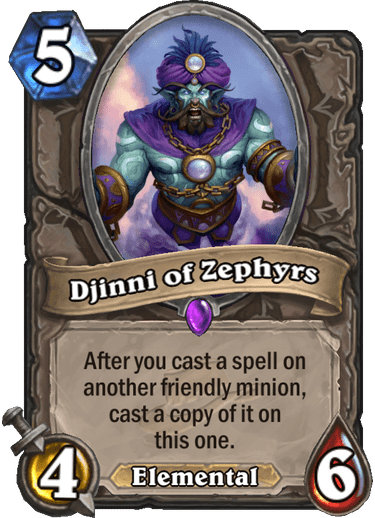 5
Djinni of Zephyrs
After you cast a spell on
another friendly minion,
cast a copy of it on
this one.
4
Elemental
6